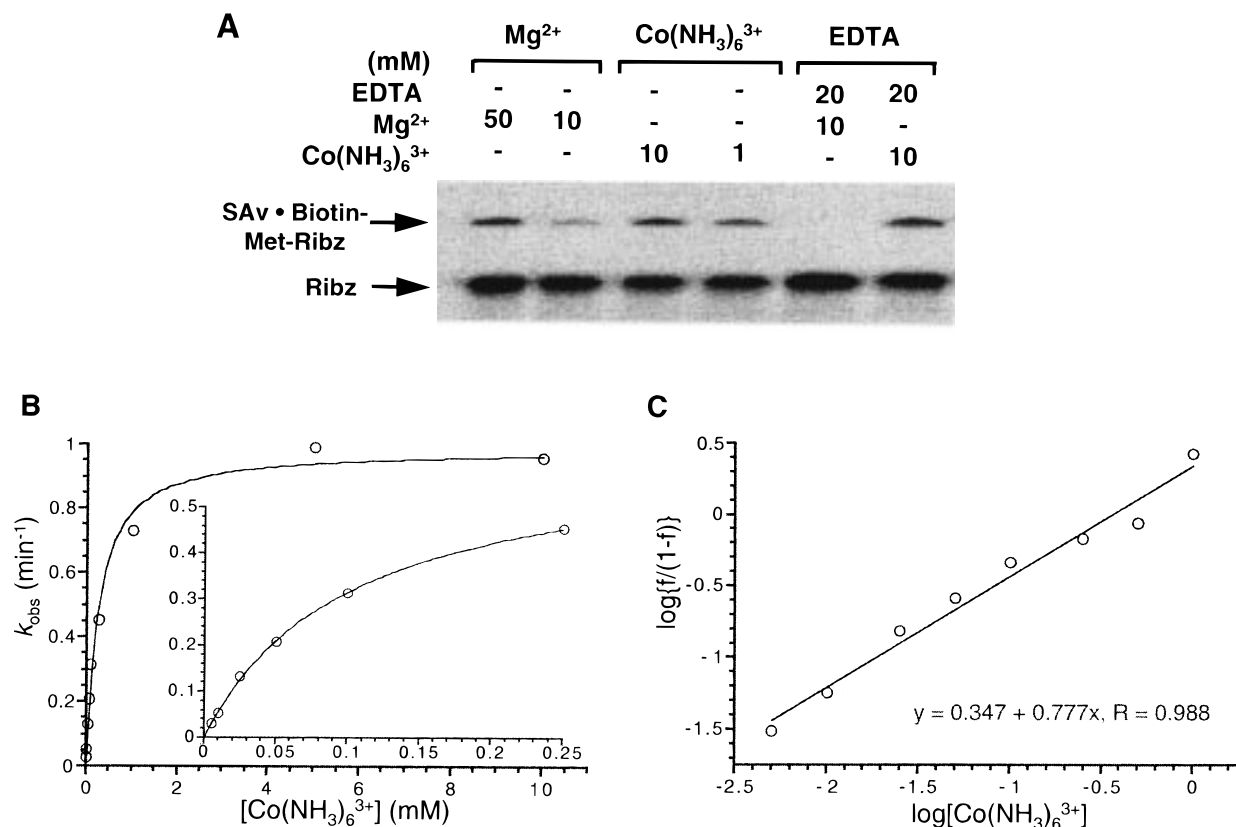 A
Mg²⁺ Co(NH₃)₆³⁺ EDTA
(mM)
EDTA - - - - 20 20
Mg²⁺ 50 10 - - 10 -
Co(NH₃)₆³⁺ - - 10 1 - 10
SAv • Biotin-
Met-Ribz
Ribz
B
k_obs (min⁻¹)
1
0.8
0.6
0.4
0.2
0
0 2 4 6 8 10
[Co(NH₃)₆³⁺] (mM)
0.5
0.4
0.3
0.2
0.1
0
0 0.05 0.1 0.15 0.2 0.25
C
log{f/(1-f)}
0.5
0
-0.5
-1
-1.5
y = 0.347 + 0.777x, R = 0.988
-2.5 -2 -1.5 -1 -0.5 0
log[Co(NH₃)₆³⁺]